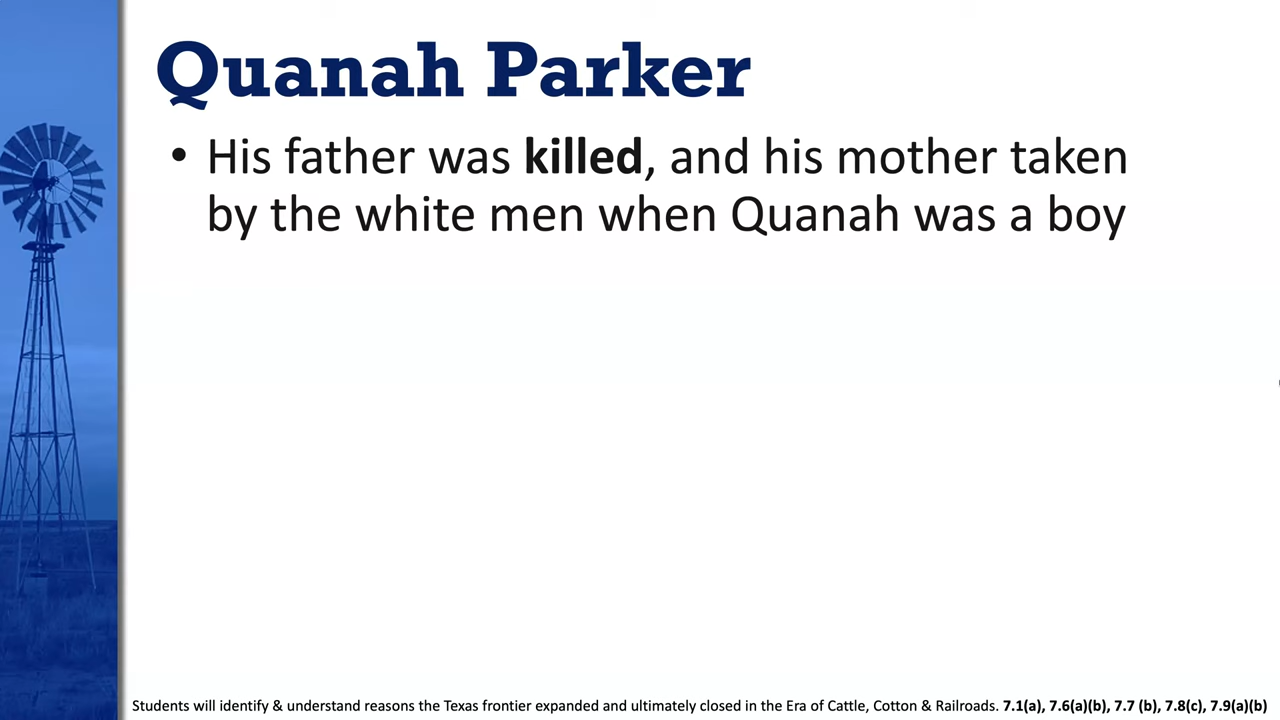 Quanah Parker
• His father was killed, and his mother taken
by the white men when Quanah was a boy
Students will identify & understand reasons the Texas frontier expanded and ultimately closed in the Era of Cattle, Cotton & Railroads. 7.1(a), 7.6(a)(b), 7.7 (b), 7.8(c), 7.9(a)(b)